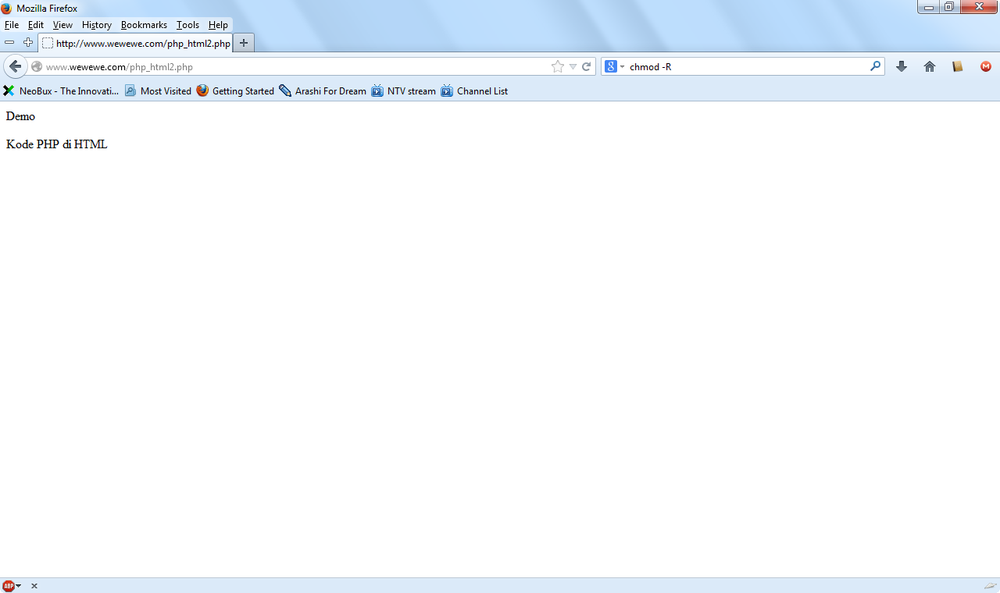 Mozilla Firefox
File Edit View History Bookmarks Tools Help
http://www.wewewe.com/php_html2.php
www.wewewe.com/php_html2.php 8 chmod -R M
NeoBux - The Innovati... Most Visited Getting Started Arashi For Dream NTV stream Channel List
Demo
Kode PHP di HTML
ABP